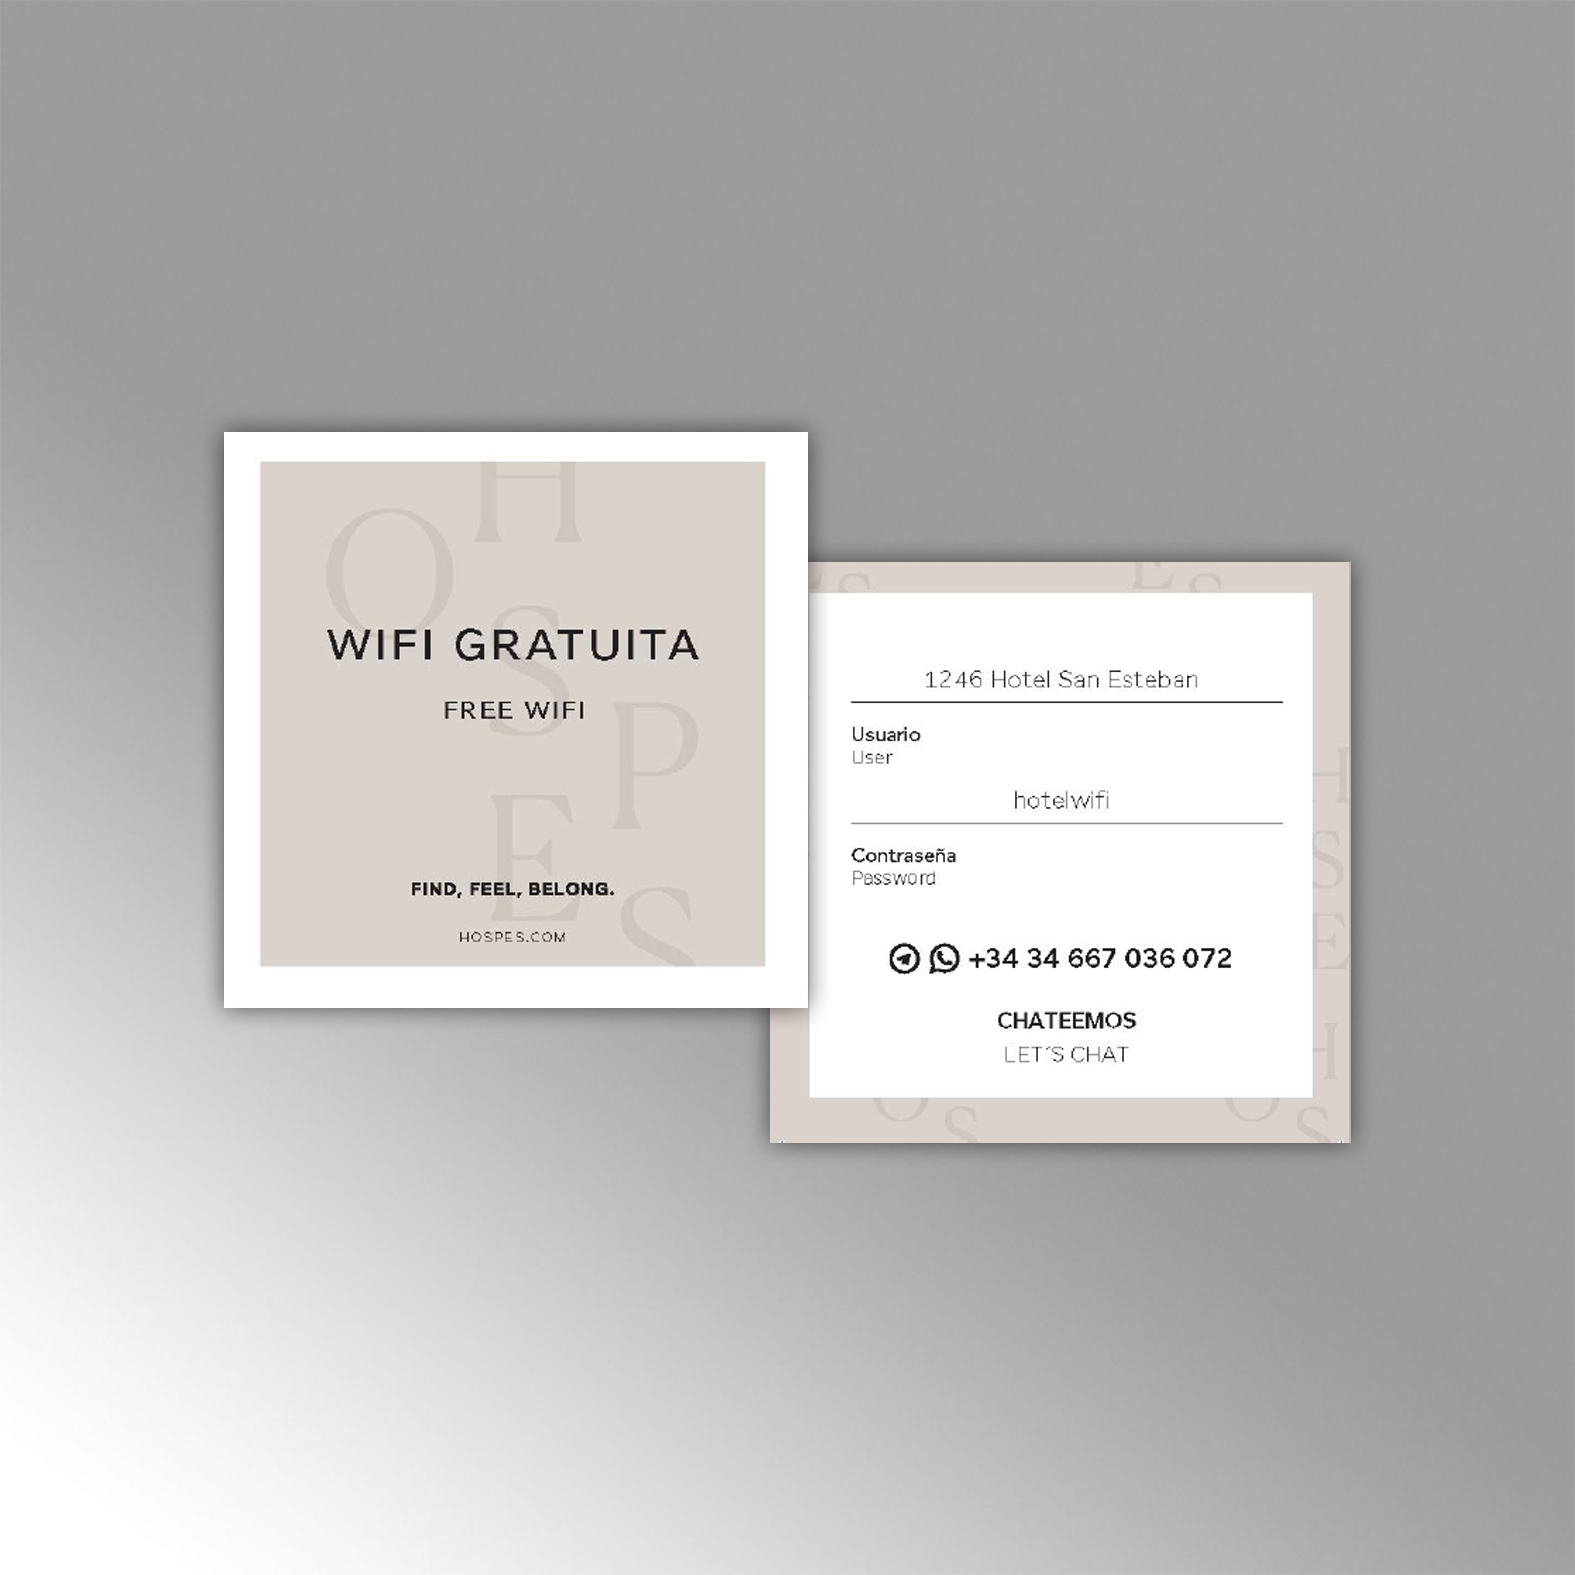 H
O
S
P
E
S
WIFI GRATUITA
FREE WIFI
FIND, FEEL, BELONG.
HOSPES.COM
1246 Hotel San Esteban
Usuario
User
hotelwifi
Contraseña
Password
+34 34 667 036 072
CHATEEMOS
LET´S CHAT